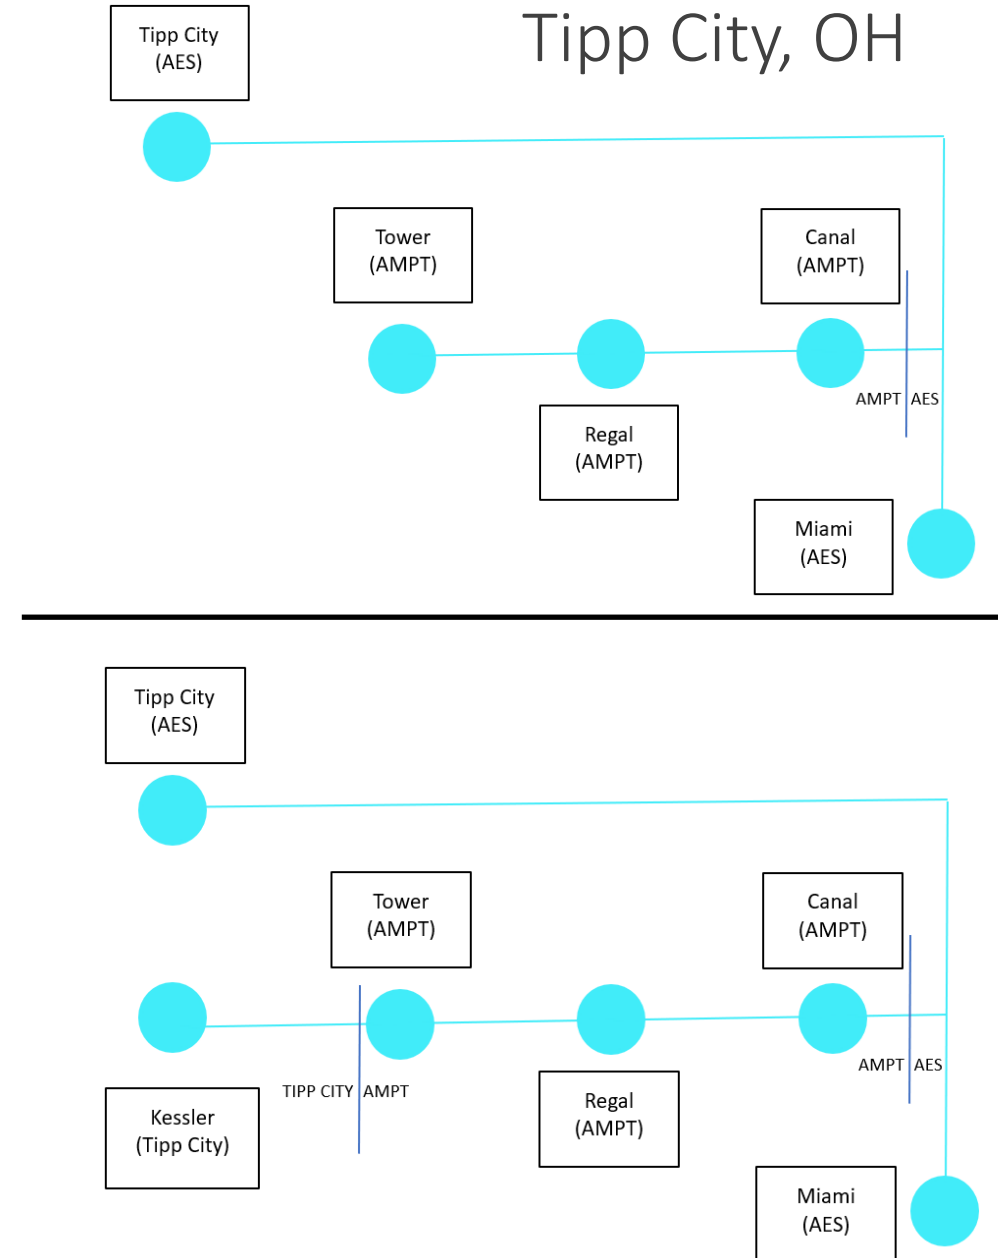 Tipp City, OH
Tipp City
(AES)
Tower
(AMPT)
Canal
(AMPT)
AMPT
AES
Regal
(AMPT)
Miami
(AES)
Tipp City
(AES)
Tower
(AMPT)
Canal
(AMPT)
AMPT
AES
TIPP CITY
AMPT
Kessler
(Tipp City)
Regal
(AMPT)
Miami
(AES)